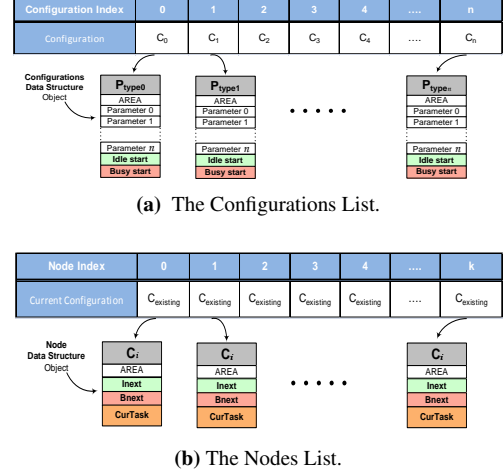 Configuration Index 0 1 2 3 4 .... n
Configuration C0 C1 C2 C3 C4 ..... Cn
Configurations
Data Structure
Object
Ptype0 Ptype1 Ptypen
AREA AREA AREA
Parameter 0 Parameter 0 Parameter 0
Parameter 1 Parameter 1 Parameter 1
Parameter n Parameter n Parameter n
Idle start Idle start Idle start
Busy start Busy start Busy start
(a) The Configurations List.
Node Index 0 1 2 3 4 .... k
Current Configuration Cexisting Cexisting Cexisting Cexisting Cexisting ..... Cexisting
Node
Data Structure
Object
Ci Ci Ci
AREA AREA AREA
Inext Inext Inext
Bnext Bnext Bnext
CurTask CurTask CurTask
(b) The Nodes List.